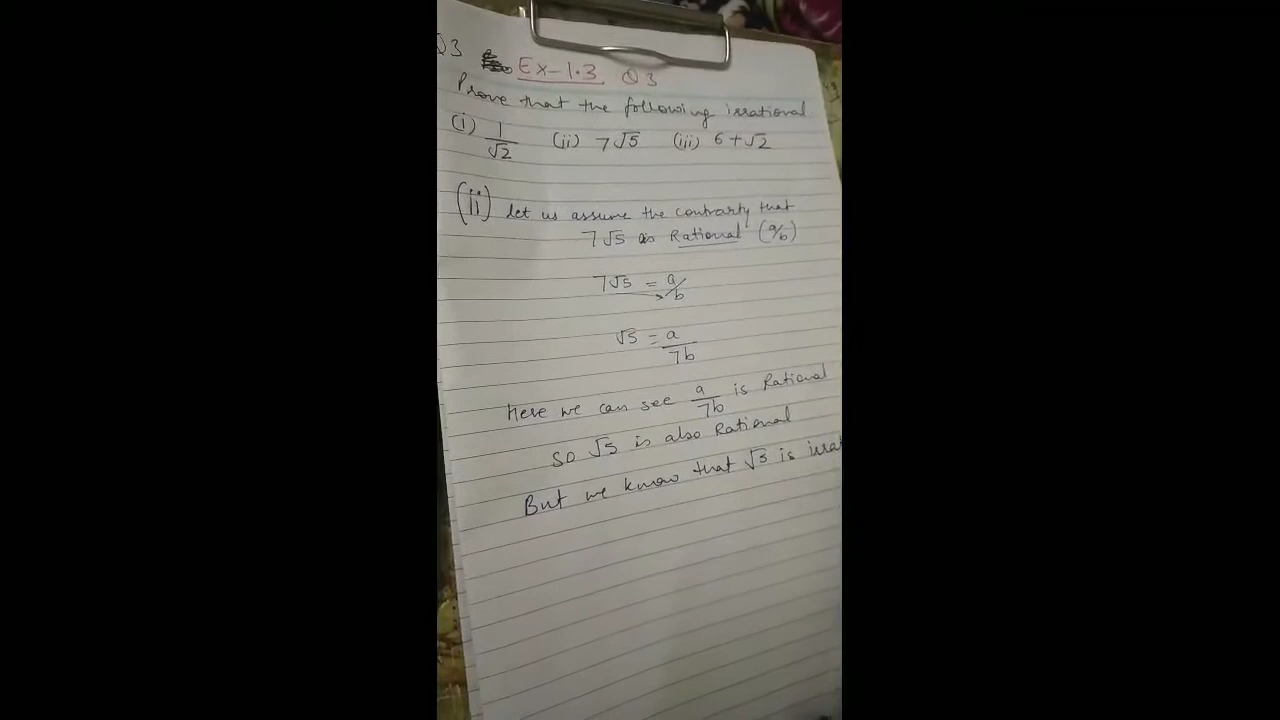 Q3 Ex-1.3 Q3
Prove that the following irrational
(i) 1/√2 (ii) 7√5 (iii) 6+√2
(ii) let us assume the contrarty that
7√5 is Rational (a/b)
7√5 = a/b
√5 = a/7b
here we can see a/7b is Rational
so √5 is also Rational
But we know that √5 is irrat